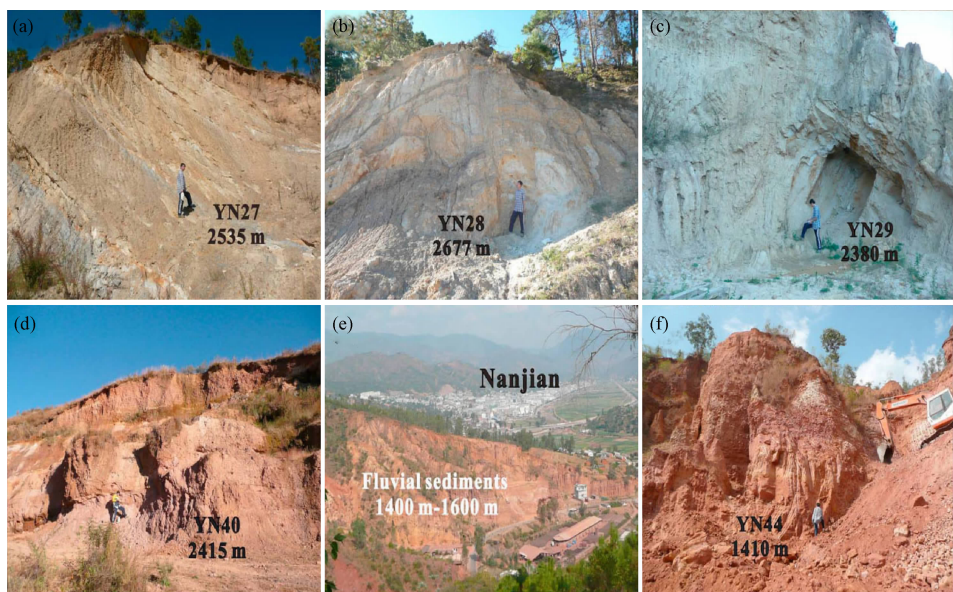 (a)
YN27
2535 m
(b)
YN28
2677 m
(c)
YN29
2380 m
(d)
YN40
2415 m
(e)
Nanjian
Fluvial sediments
1400 m-1600 m
(f)
YN44
1410 m